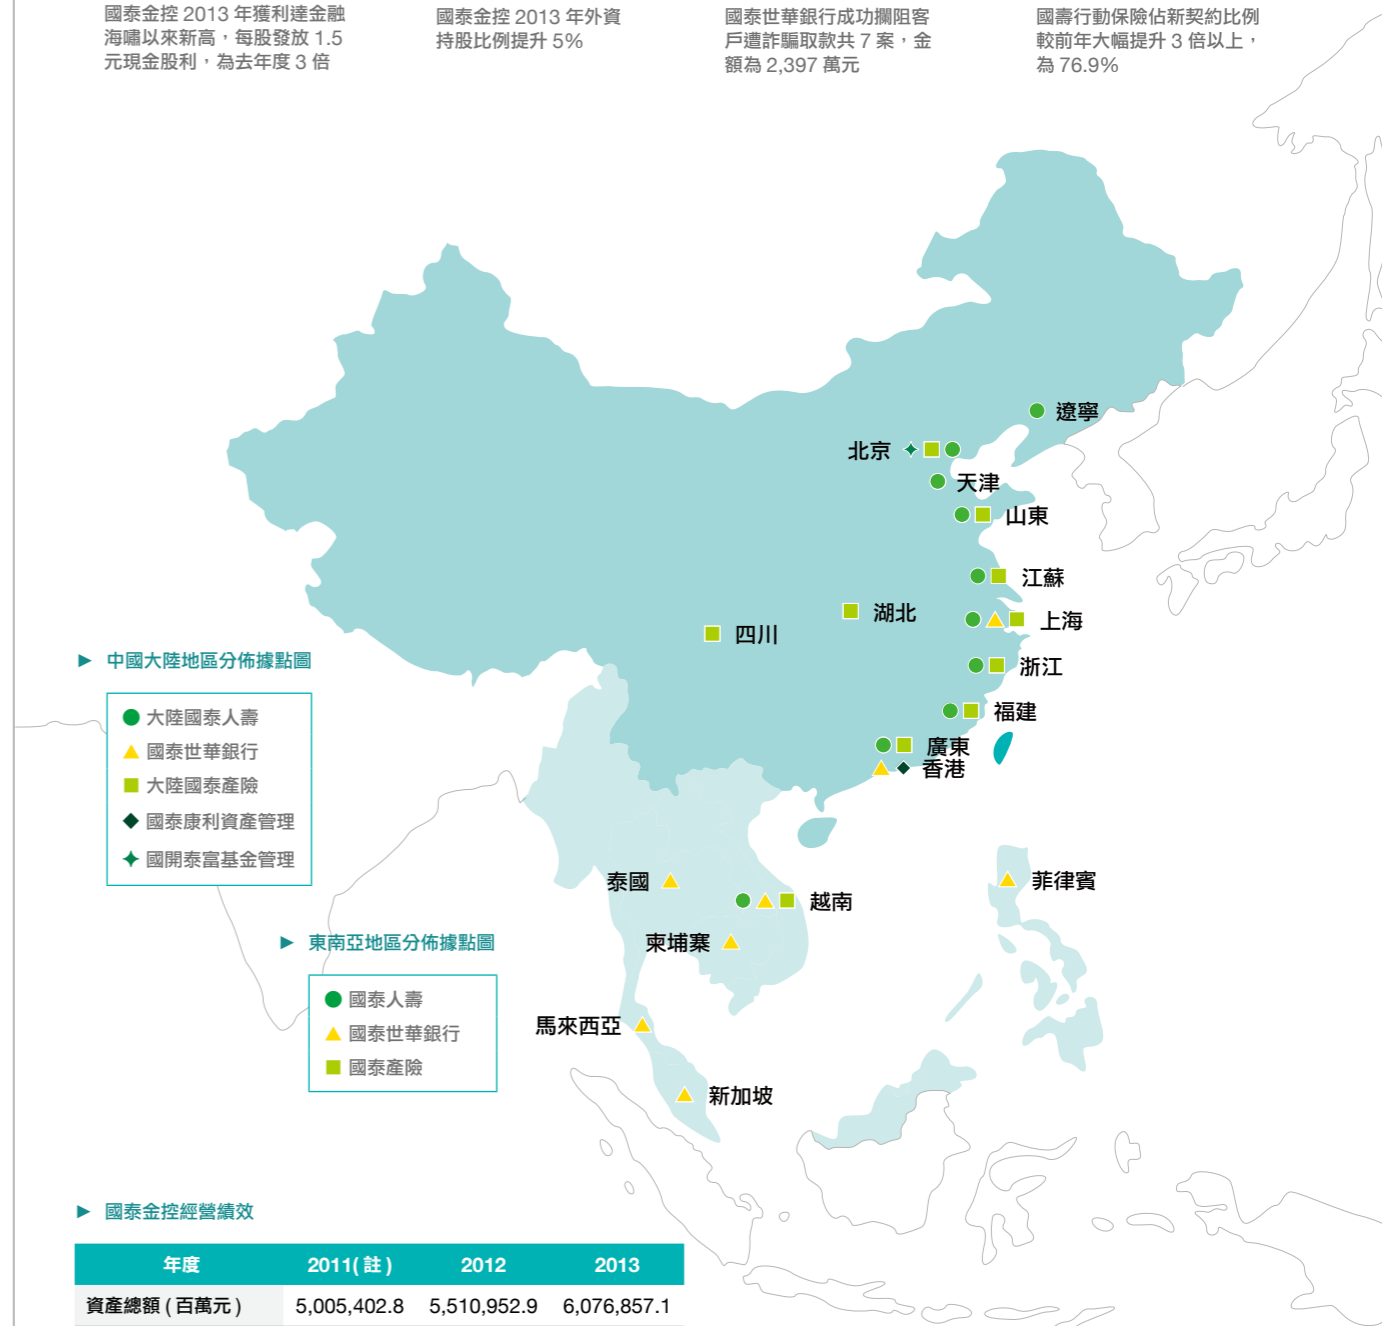 國泰金控 2013 年獲利達金融
海嘯以來新高，每股發放 1.5
元現金股利，為去年度 3 倍
國泰金控 2013 年外資
持股比例提升 5%
國泰世華銀行成功攔阻客
戶遭詐騙取款共 7 案，金
額為 2,397 萬元
國壽行動保險佔新契約比例
較前年大幅提升 3 倍以上，
為 76.9%
遼寧
北京
天津
山東
江蘇
湖北
上海
四川
浙江
福建
廣東
香港
▶ 中國大陸地區分佈據點圖
大陸國泰人壽
國泰世華銀行
大陸國泰產險
國泰康利資產管理
國開泰富基金管理
泰國
越南
菲律賓
柬埔寨
馬來西亞
新加坡
▶ 東南亞地區分佈據點圖
國泰人壽
國泰世華銀行
國泰產險
▶ 國泰金控經營績效
年度 2011( 註 ) 2012 2013
資產總額 ( 百萬元 ) 5,005,402.8 5,510,952.9 6,076,857.1